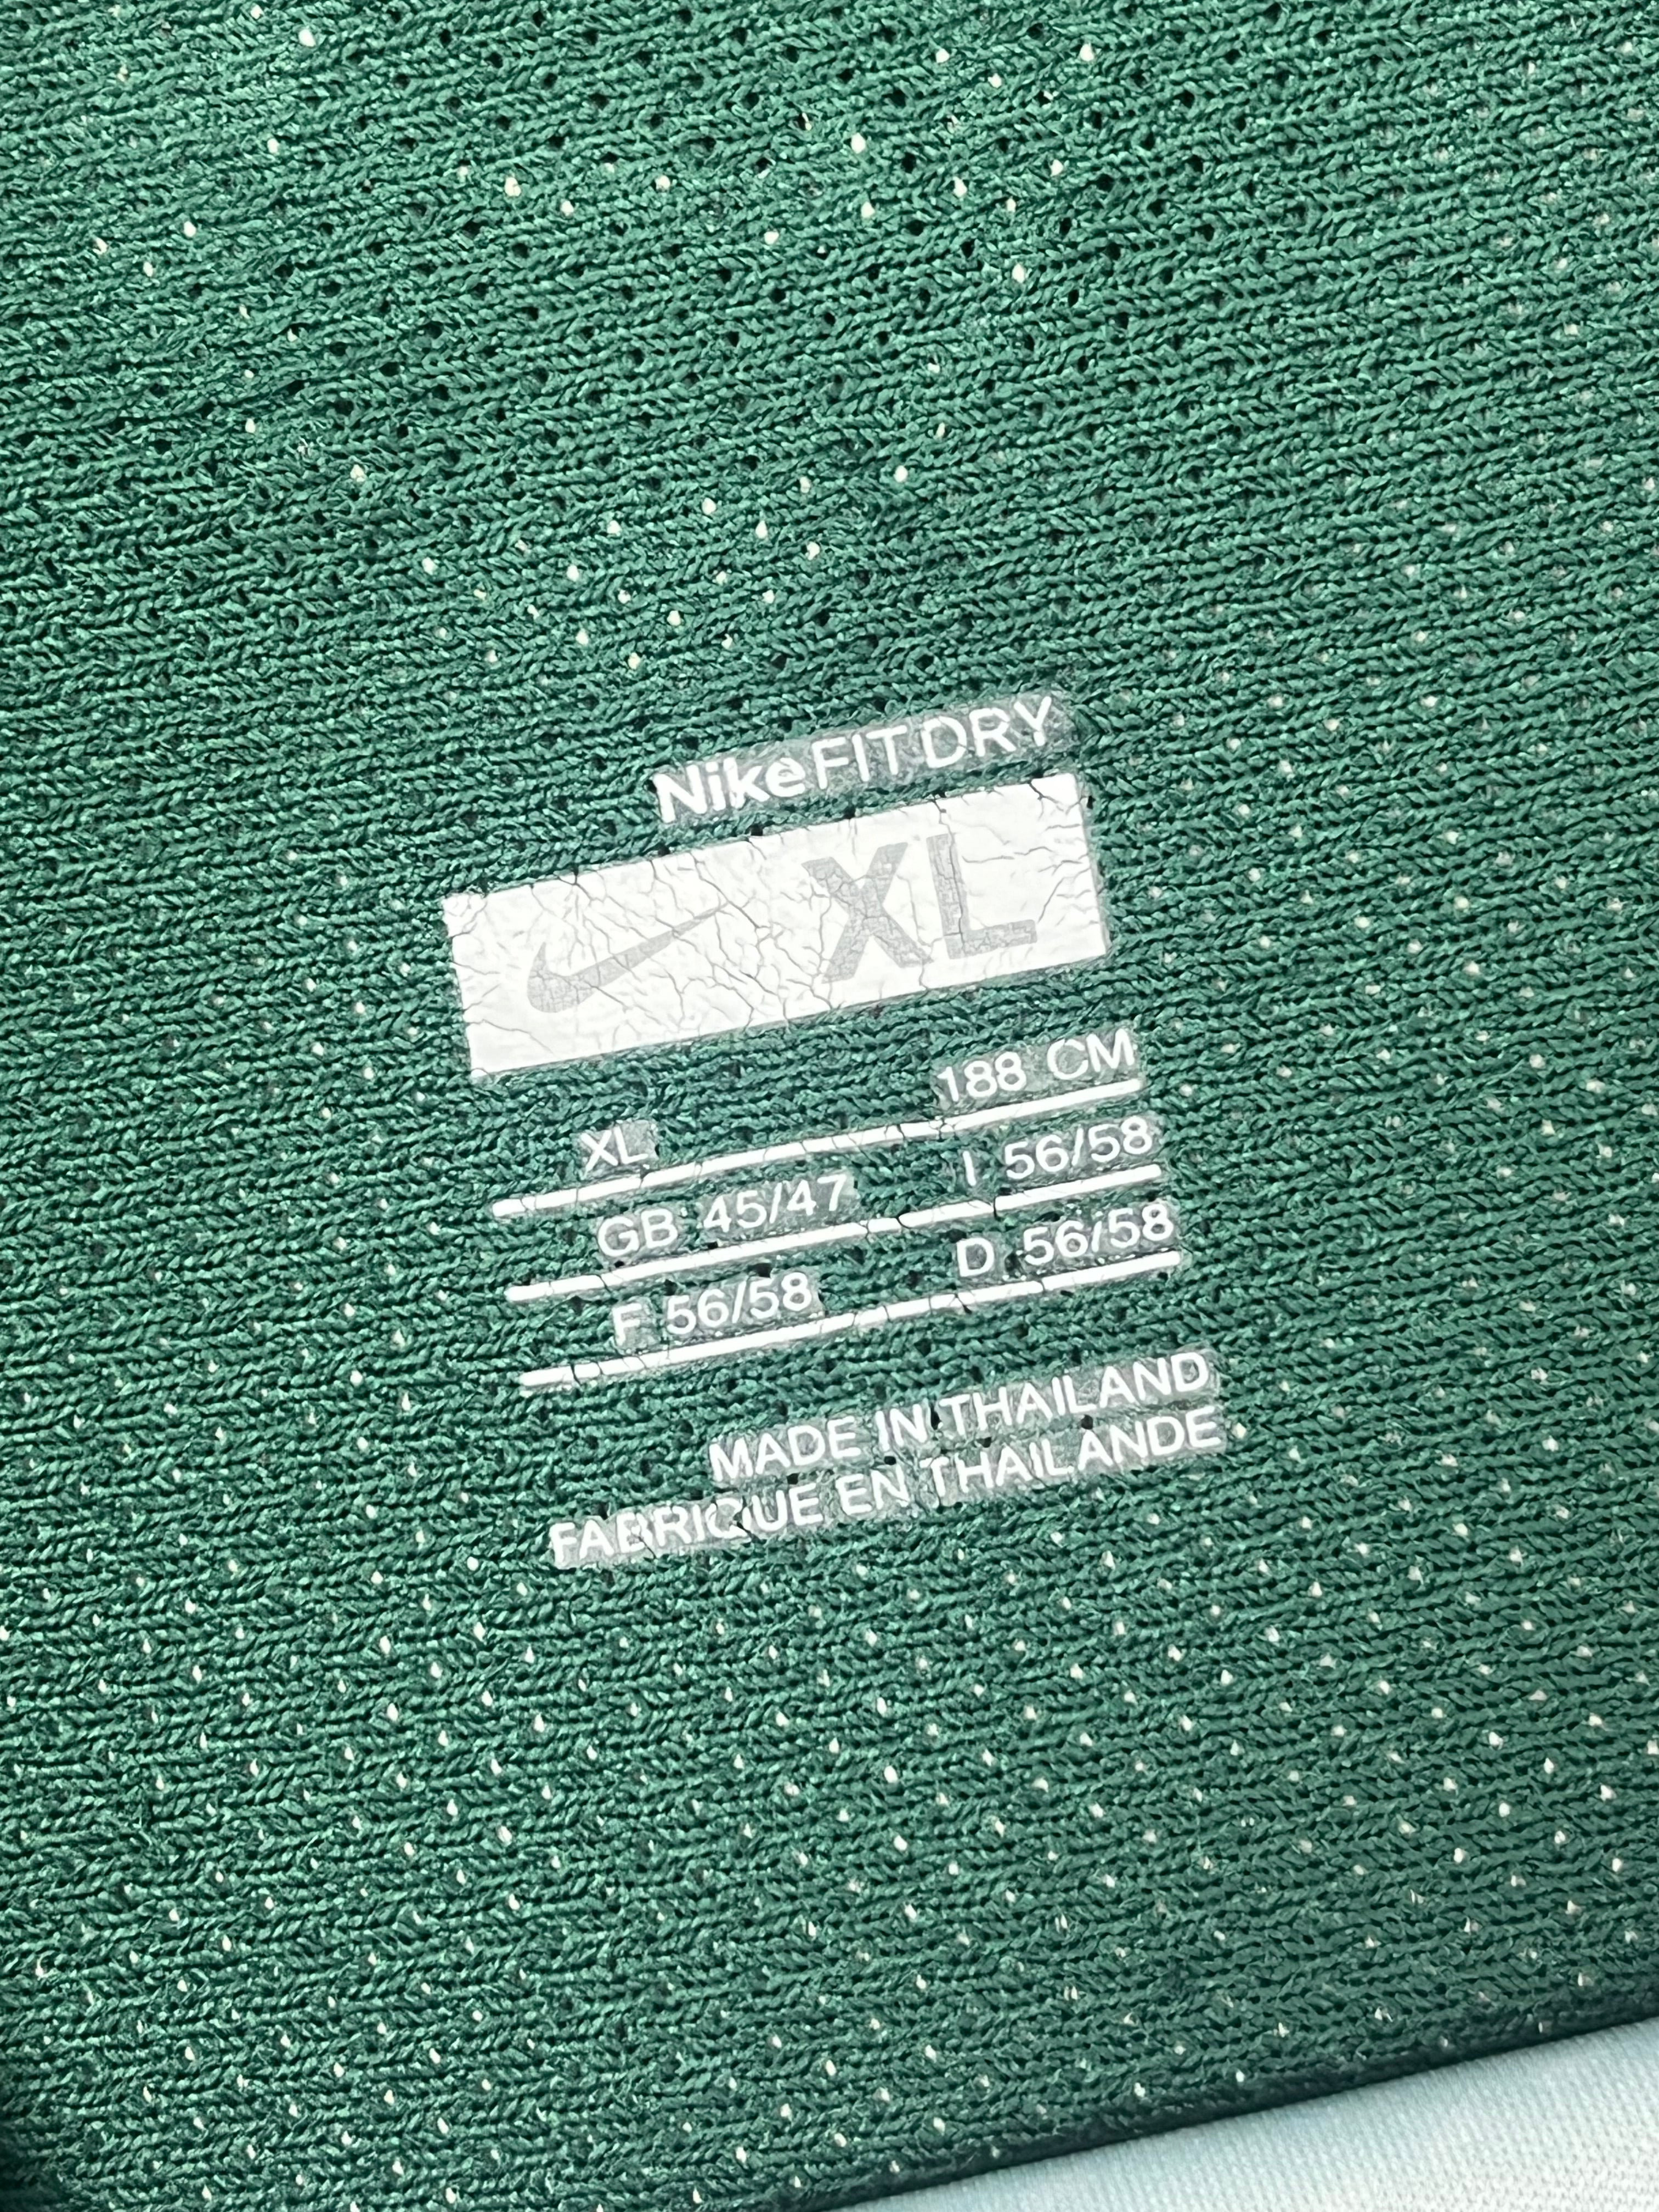 NikeFITDRY
XL
XL 188 CM
GB 45/47 I 56/58
F 56/58 D 56/58
MADE IN THAILAND
FABRIQUE EN THAILANDE